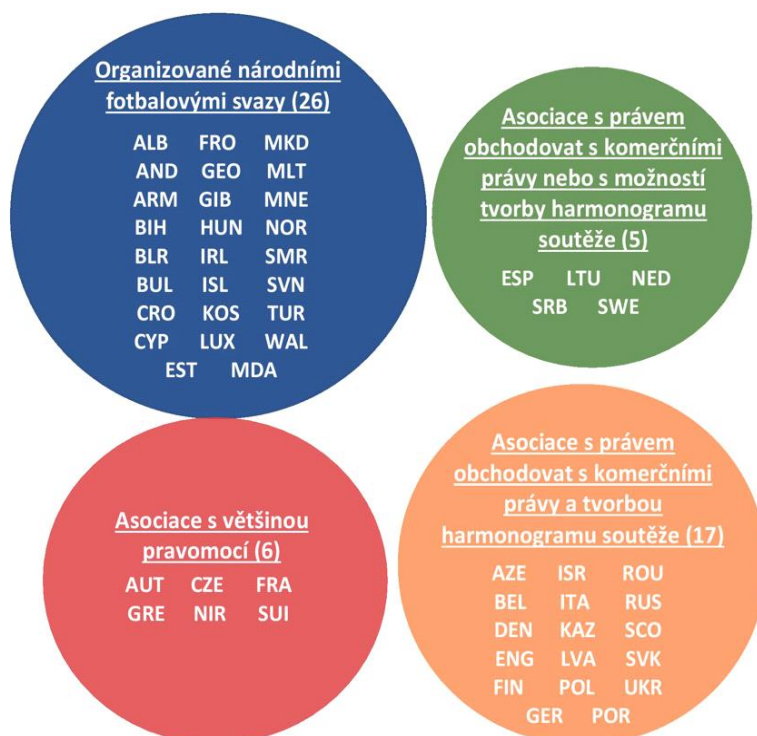 Organizované národními
fotbalovými svazy (26)
ALB FRO MKD
AND GEO MLT
ARM GIB MNE
BIH HUN NOR
BLR IRL SMR
BUL ISL SVN
CRO KOS TUR
CYP LUX WAL
EST MDA
Asociace s právem
obchodovat s komerčními
právy nebo s možností
tvorby harmonogramu
soutěže (5)
ESP LTU NED
SRB SWE
Asociace s většinou
pravomocí (6)
AUT CZE FRA
GRE NIR SUI
Asociace s právem
obchodovat s komerčními
právy a tvorbou
harmonogramu soutěže (17)
AZE ISR ROU
BEL ITA RUS
DEN KAZ SCO
ENG LVA SVK
FIN POL UKR
GER POR